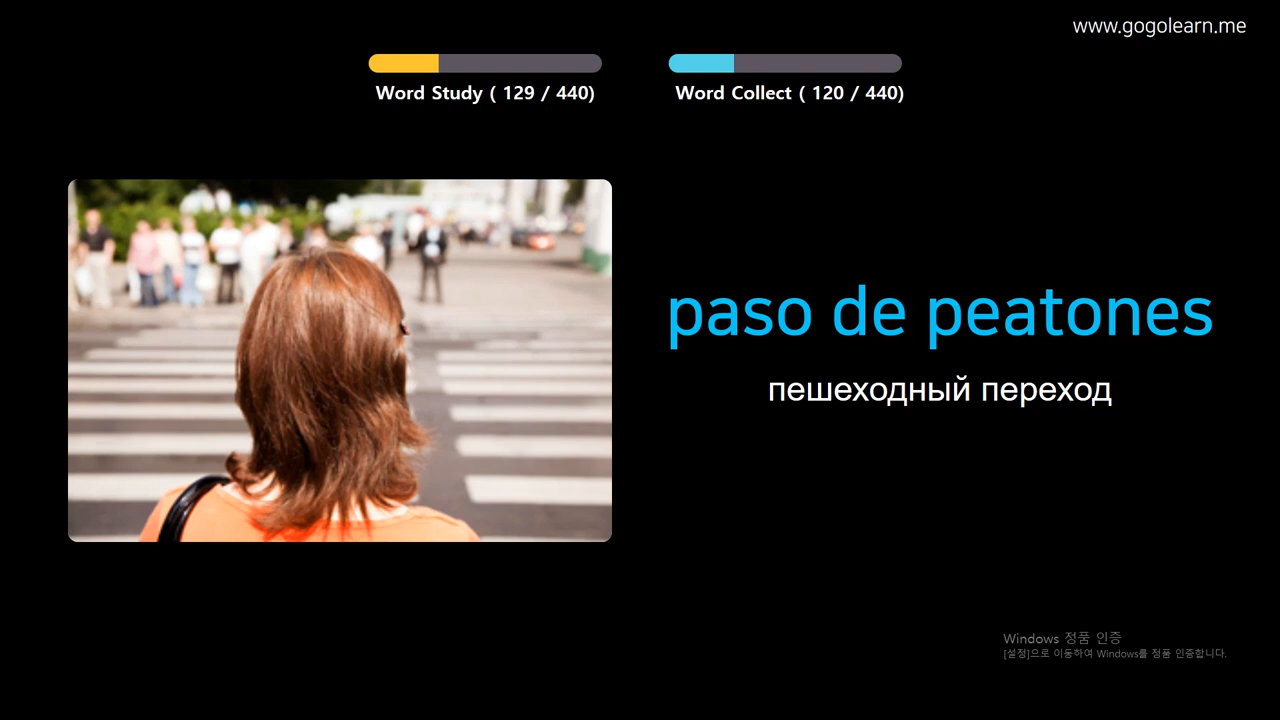 www.gogolearn.me
Word Study ( 129 / 440)
Word Collect ( 120 / 440)
paso de peatones
пешеходный переход
Windows 정품 인증
[설정]으로 이동하여 Windows를 정품 인증합니다.